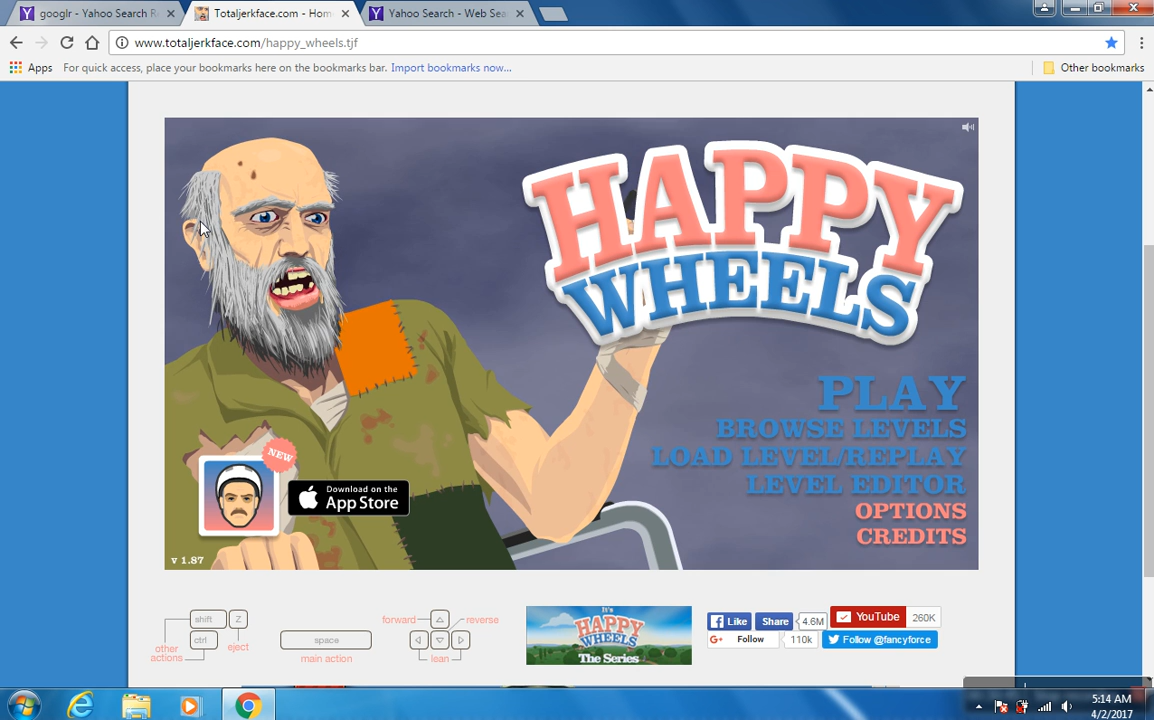 googlr - Yahoo Search R
Totaljerkface.com - Hom
Yahoo Search - Web Sea
www.totaljerkface.com/happy_wheels.tjf
Apps
For quick access, place your bookmarks here on the bookmarks bar. Import bookmarks now...
Other bookmarks
HAPPY
WHEELS
PLAY
BROWSE LEVELS
LOAD LEVEL/REPLAY
LEVEL EDITOR
OPTIONS
CREDITS
NEW
Download on the
App Store
v 1.87
shift
Z
ctrl
eject
other
actions
space
main action
forward
reverse
lean
It's
HAPPY
WHEELS
The Series
Like
Share
4.6M
YouTube
260K
Follow
110k
Follow @fancyforce
5:14 AM
4/2/2017